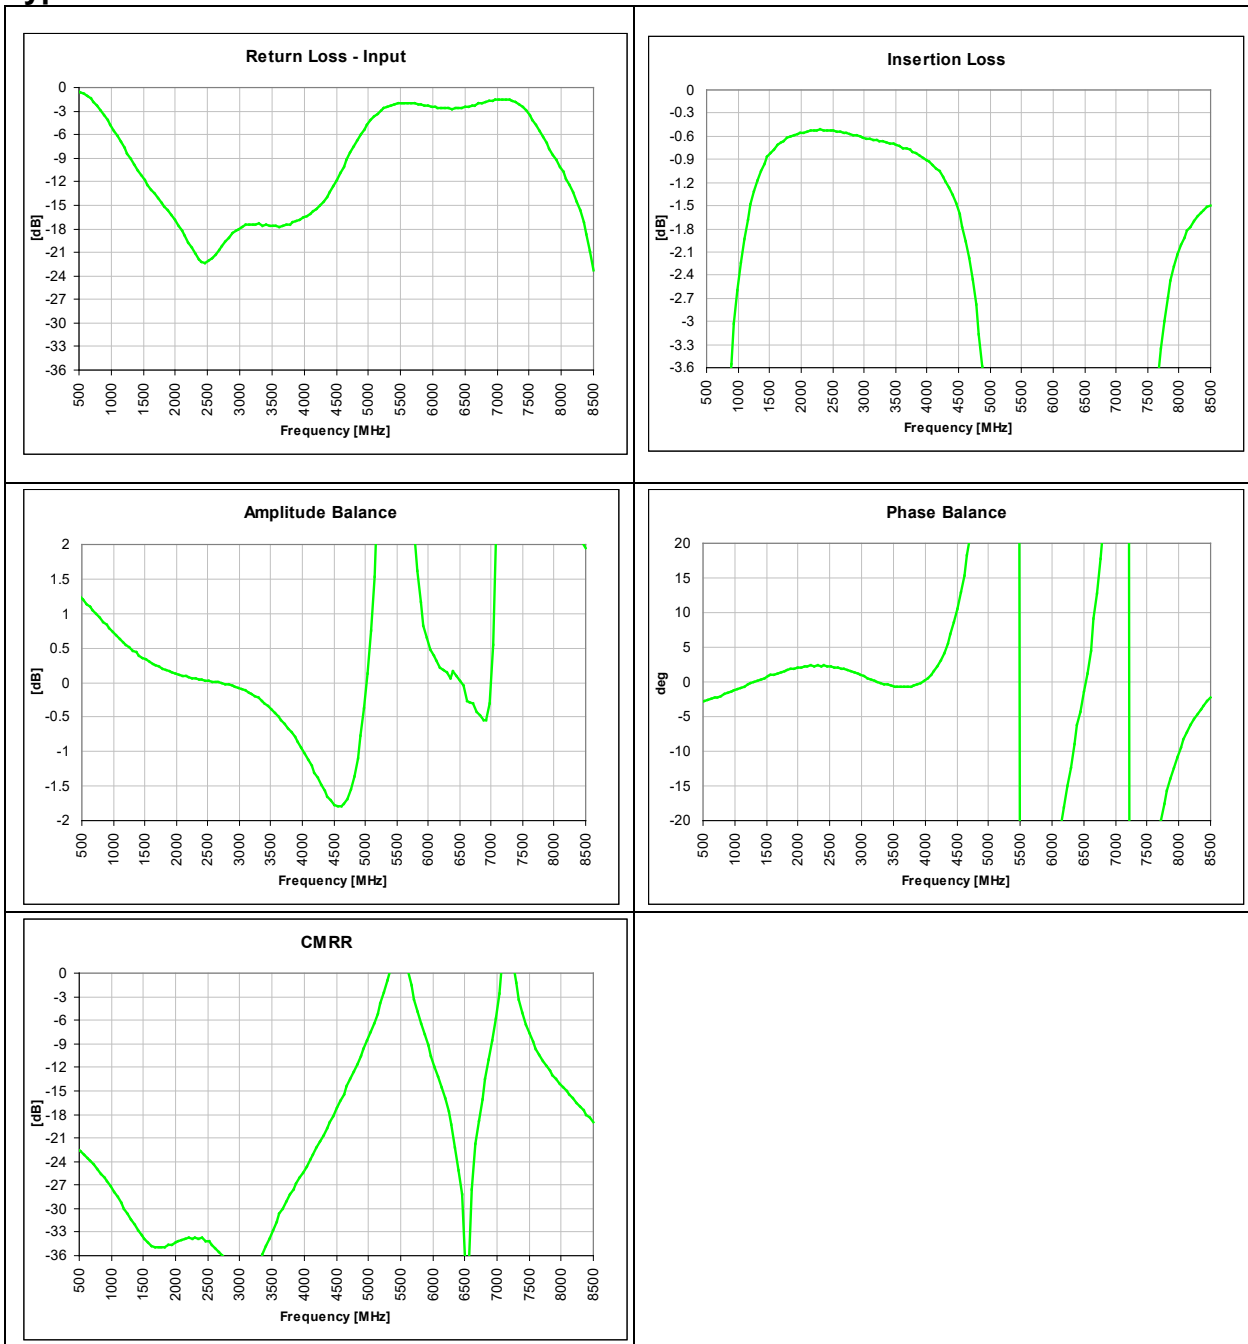 Return Loss - Input
0
-3
-6
-9
-12
-15
-18
-21
-24
-27
-30
-33
-36
[dB]
500 1000 1500 2000 2500 3000 3500 4000 4500 5000 5500 6000 6500 7000 7500 8000 8500
Frequency [MHz]
Insertion Loss
0
-0.3
-0.6
-0.9
-1.2
-1.5
-1.8
-2.1
-2.4
-2.7
-3
-3.3
-3.6
[dB]
500 1000 1500 2000 2500 3000 3500 4000 4500 5000 5500 6000 6500 7000 7500 8000 8500
Frequency [MHz]
Amplitude Balance
2
1.5
1
0.5
0
-0.5
-1
-1.5
-2
[dB]
500 1000 1500 2000 2500 3000 3500 4000 4500 5000 5500 6000 6500 7000 7500 8000 8500
Frequency [MHz]
Phase Balance
20
15
10
5
0
-5
-10
-15
-20
deg
500 1000 1500 2000 2500 3000 3500 4000 4500 5000 5500 6000 6500 7000 7500 8000 8500
Frequency [MHz]
CMRR
0
-3
-6
-9
-12
-15
-18
-21
-24
-27
-30
-33
-36
[dB]
500 1000 1500 2000 2500 3000 3500 4000 4500 5000 5500 6000 6500 7000 7500 8000 8500
Frequency [MHz]